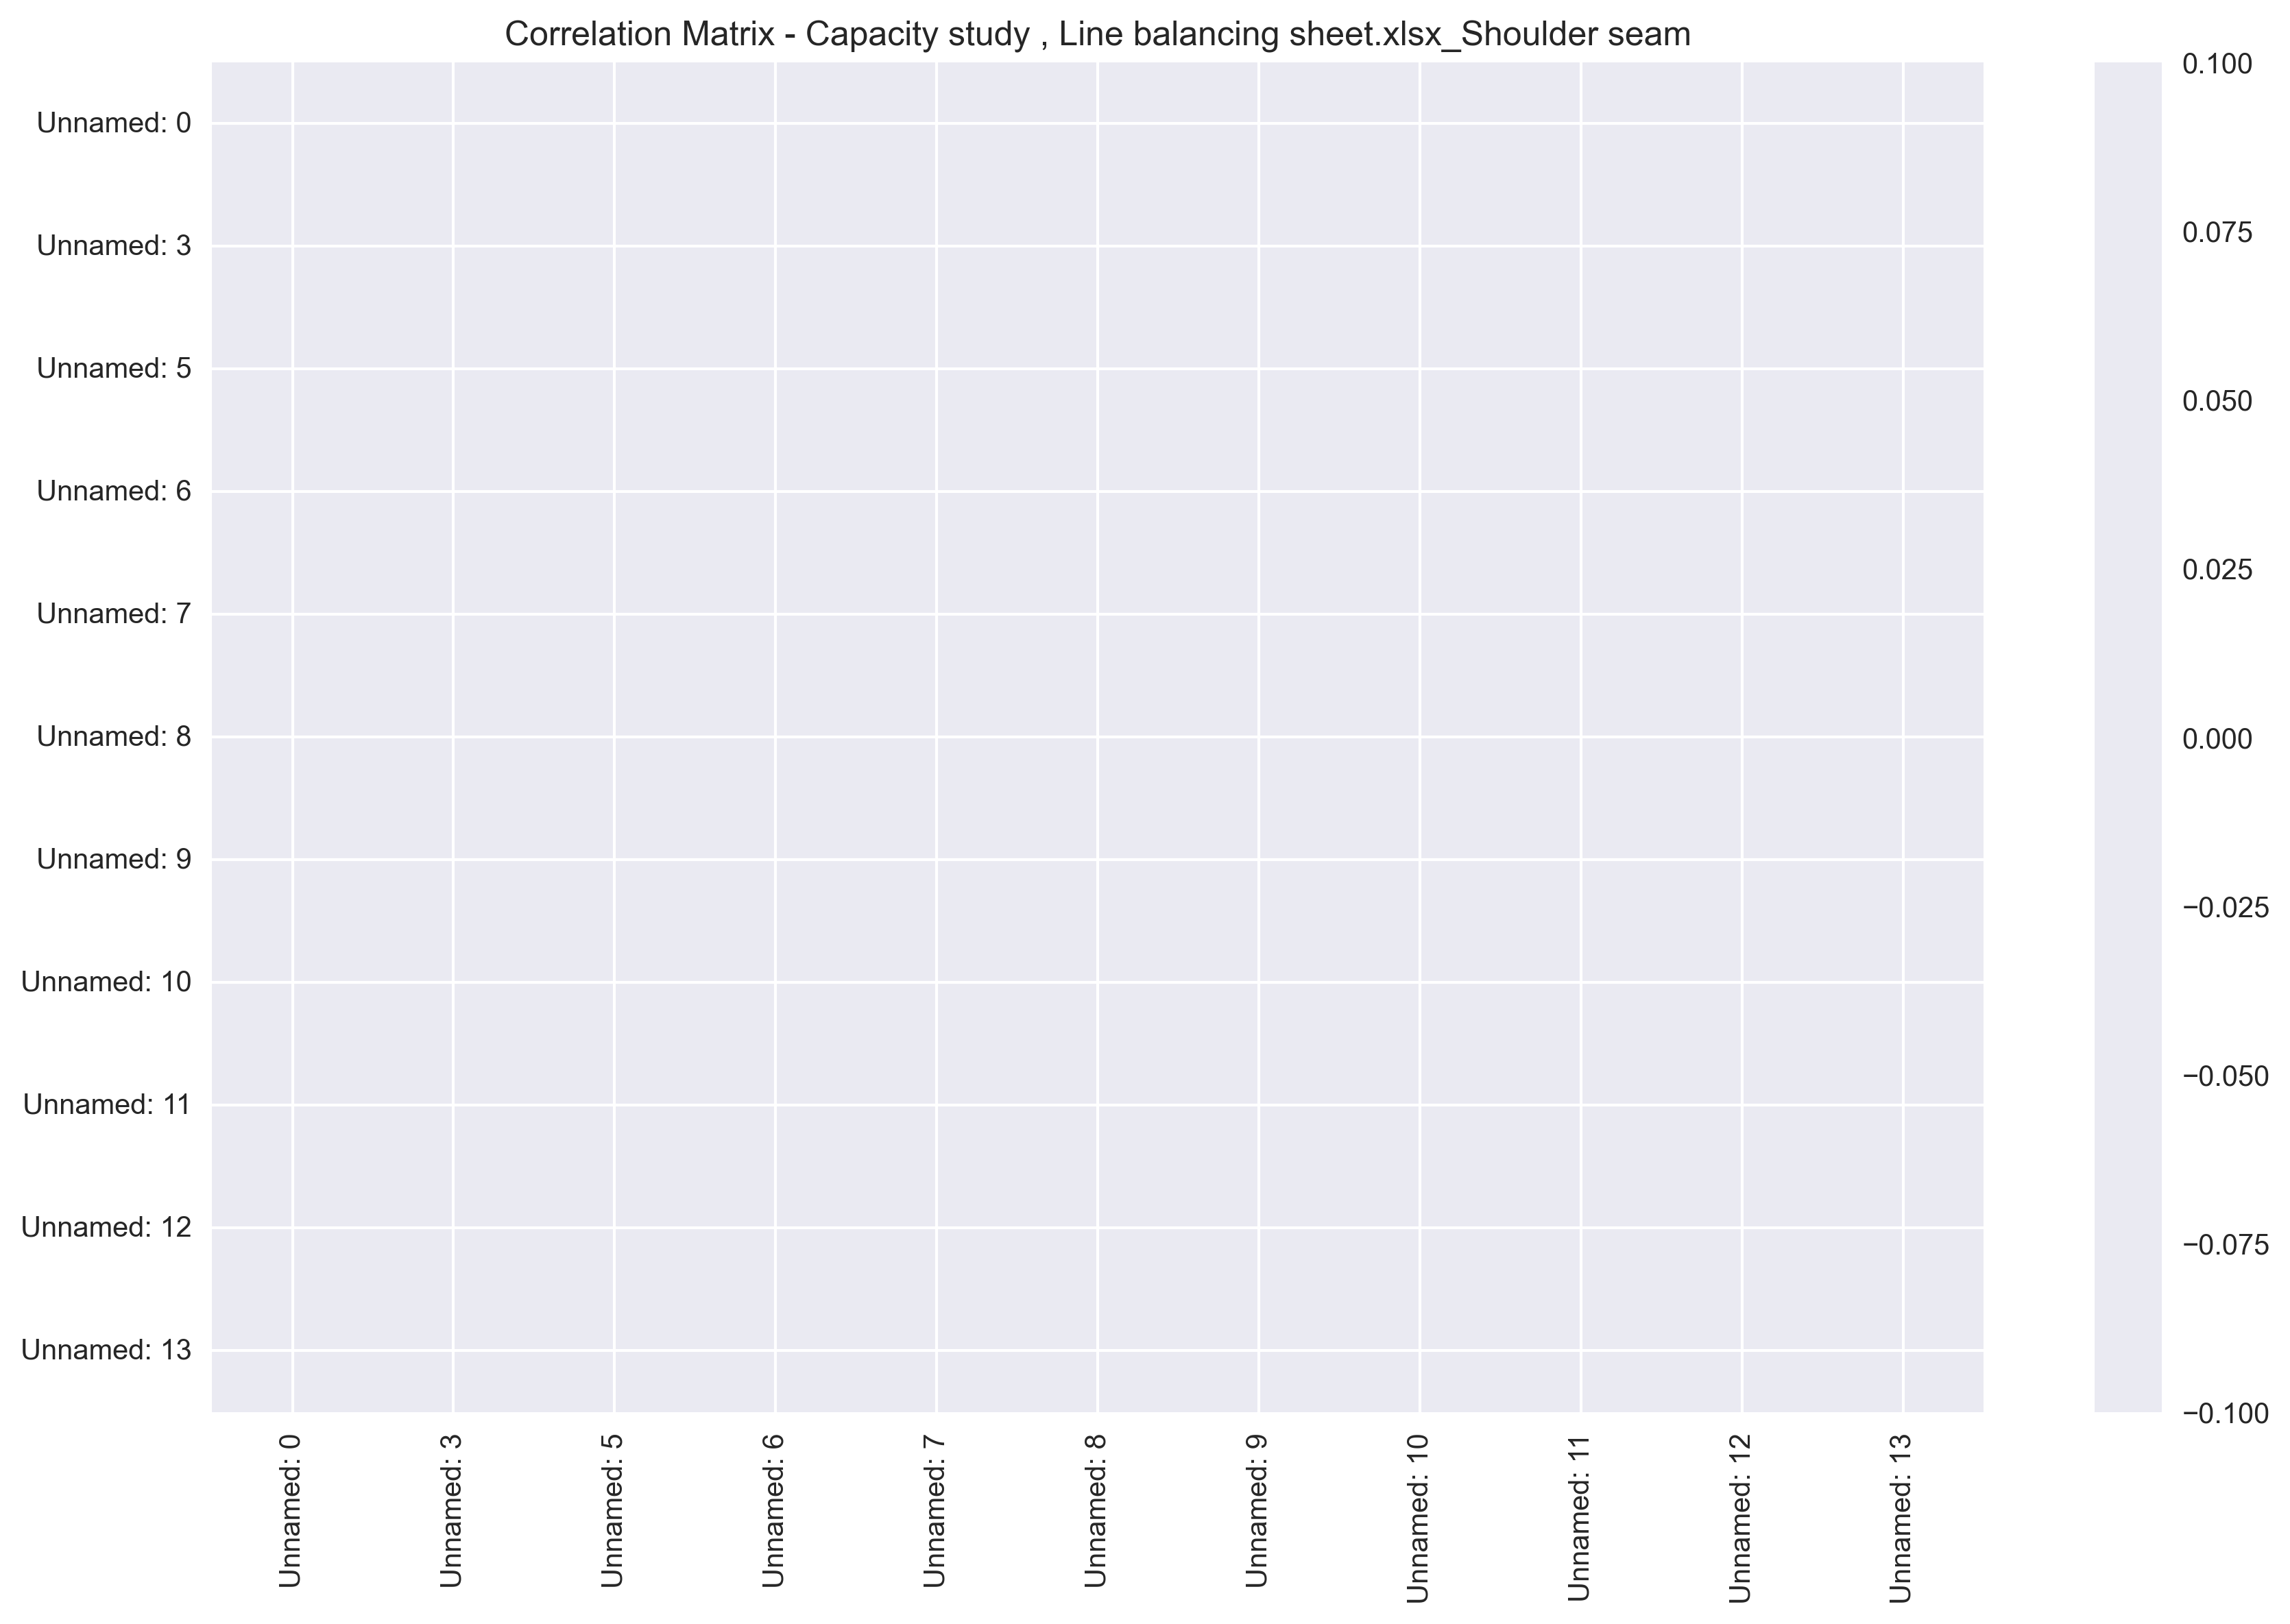 Correlation Matrix - Capacity study , Line balancing sheet.xlsx_Shoulder seam
Unnamed: 0
Unnamed: 3
Unnamed: 5
Unnamed: 6
Unnamed: 7
Unnamed: 8
Unnamed: 9
Unnamed: 10
Unnamed: 11
Unnamed: 12
Unnamed: 13
Unnamed: 0
Unnamed: 3
Unnamed: 5
Unnamed: 6
Unnamed: 7
Unnamed: 8
Unnamed: 9
Unnamed: 10
Unnamed: 11
Unnamed: 12
Unnamed: 13
0.100
0.075
0.050
0.025
0.000
−0.025
−0.050
−0.075
−0.100